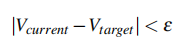 |V_current − V_target| < ε